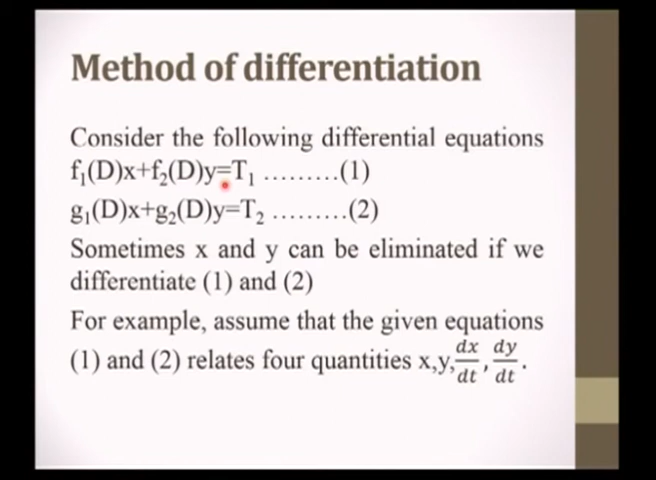 Method of differentiation
Consider the following differential equations
f₁(D)x+f₂(D)y=T₁ .........(1)
g₁(D)x+g₂(D)y=T₂ .........(2)
Sometimes x and y can be eliminated if we
differentiate (1) and (2)
For example, assume that the given equations
(1) and (2) relates four quantities x,y,dx/dt, dy/dt.